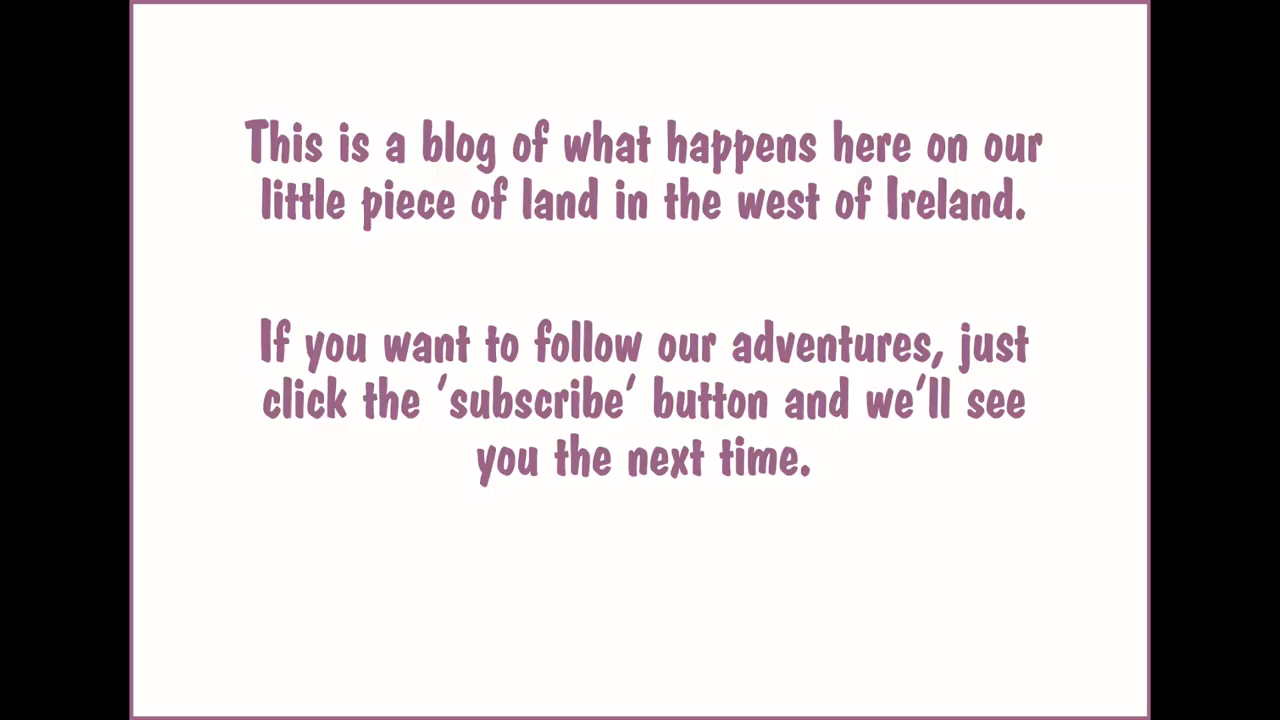 This is a blog of what happens here on our
little piece of land in the west of Ireland.
If you want to follow our adventures, just
click the ‘subscribe’ button and we’ll see
you the next time.